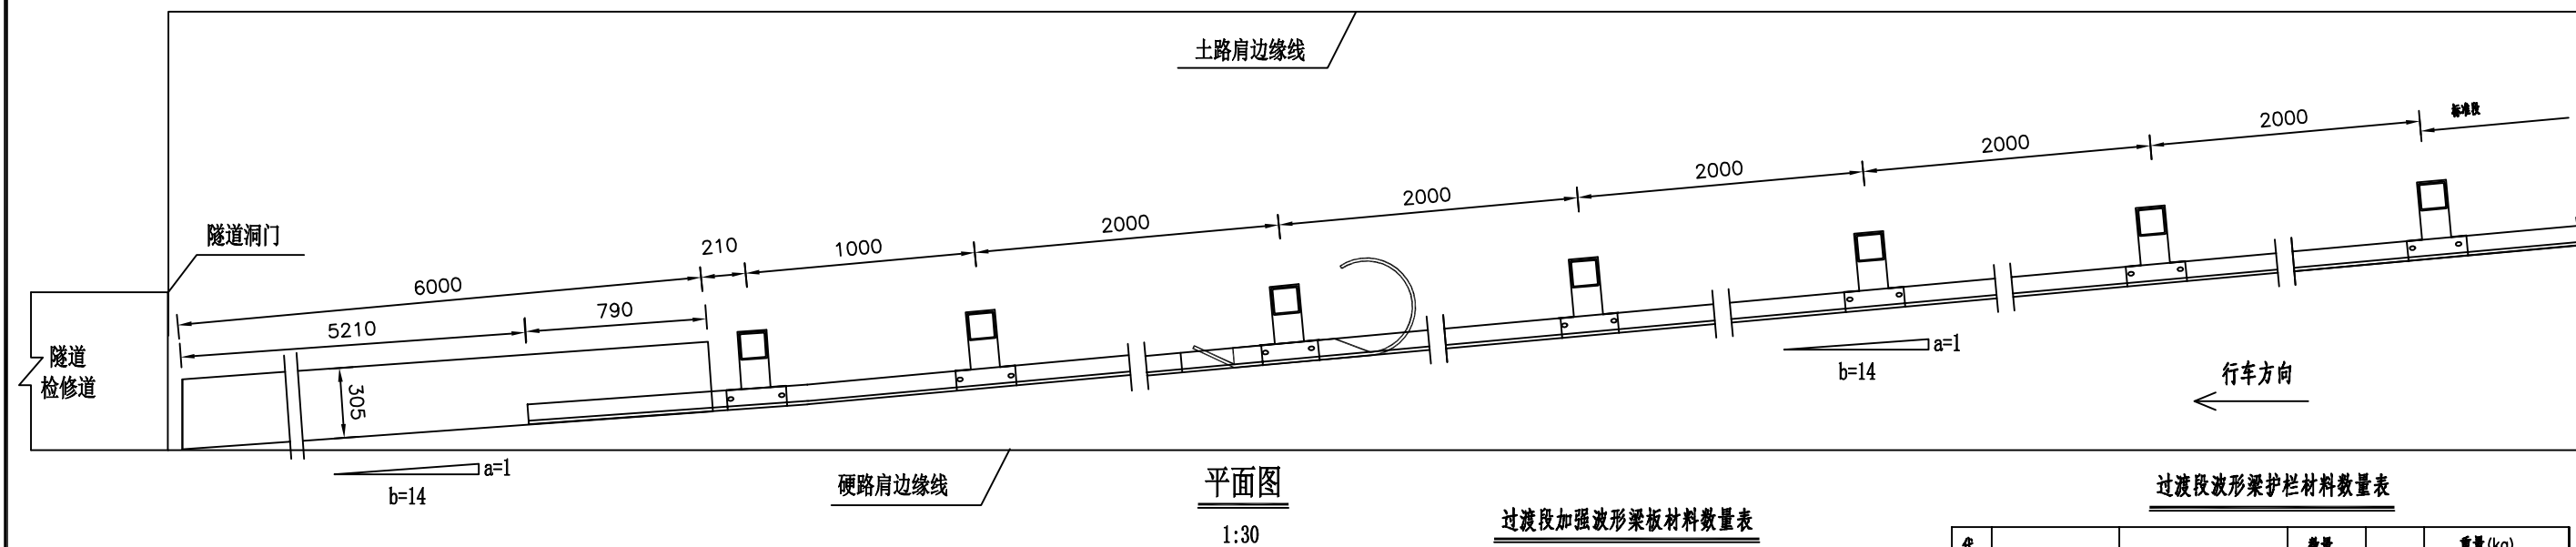 土路肩边缘线
标准段
2000
2000
2000
2000
2000
1000
210
隧道洞门
6000
790
5210
305
隧道
检修道
a=1
b=14
行车方向
a=1
b=14
硬路肩边缘线
平面图
1:30
过渡段加强波形梁板材料数量表
过渡段波形梁护栏材料数量表
数量
重量(kg)